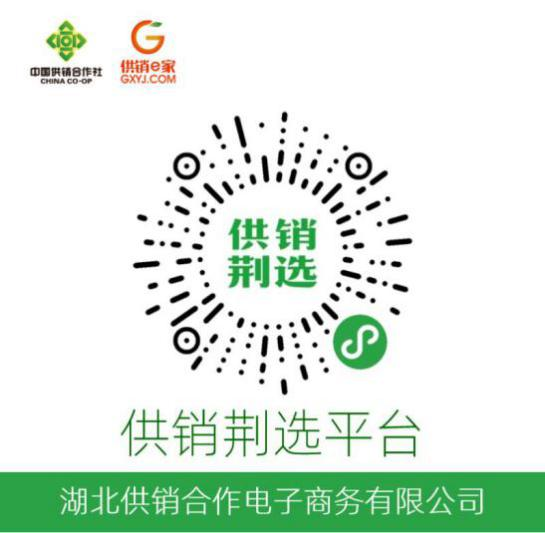 中国供销合作社
CHINA CO-OP
供销e家
GXYJ.COM
供销
荆选
供销荆选平台
湖北供销合作电子商务有限公司